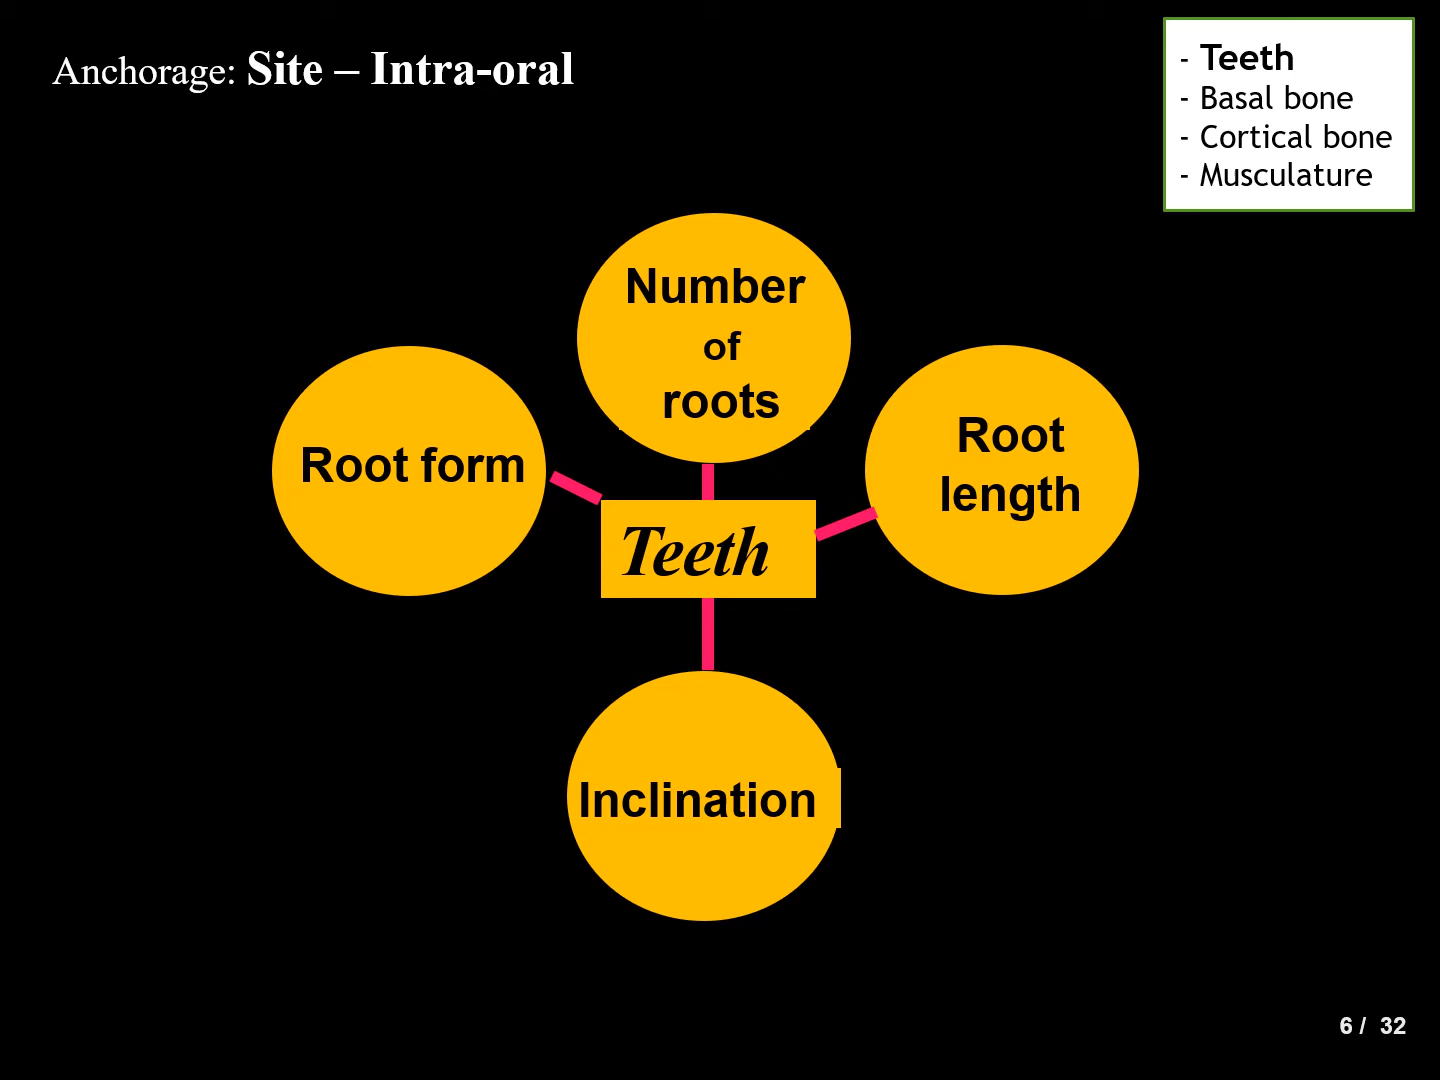 Anchorage: Site – Intra-oral
- Teeth
- Basal bone
- Cortical bone
- Musculature
Number
of
roots
Root form
Root
length
Teeth
Inclination
6 / 32